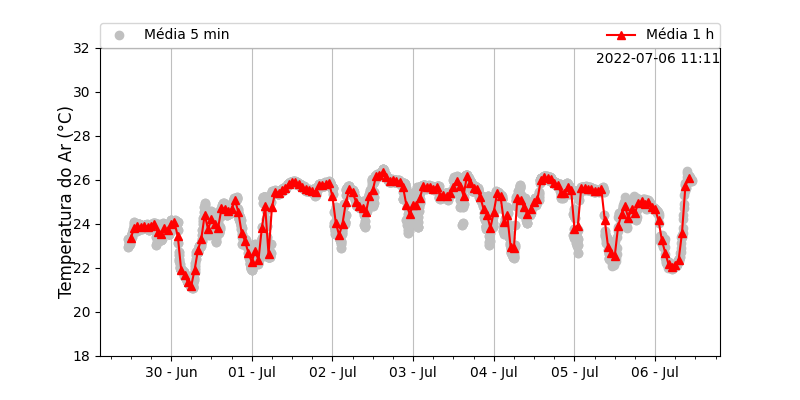 Média 5 min
Média 1 h
2022-07-06 11:11
Temperatura do Ar (°C)
32
30
28
26
24
22
20
18
30 - Jun
01 - Jul
02 - Jul
03 - Jul
04 - Jul
05 - Jul
06 - Jul